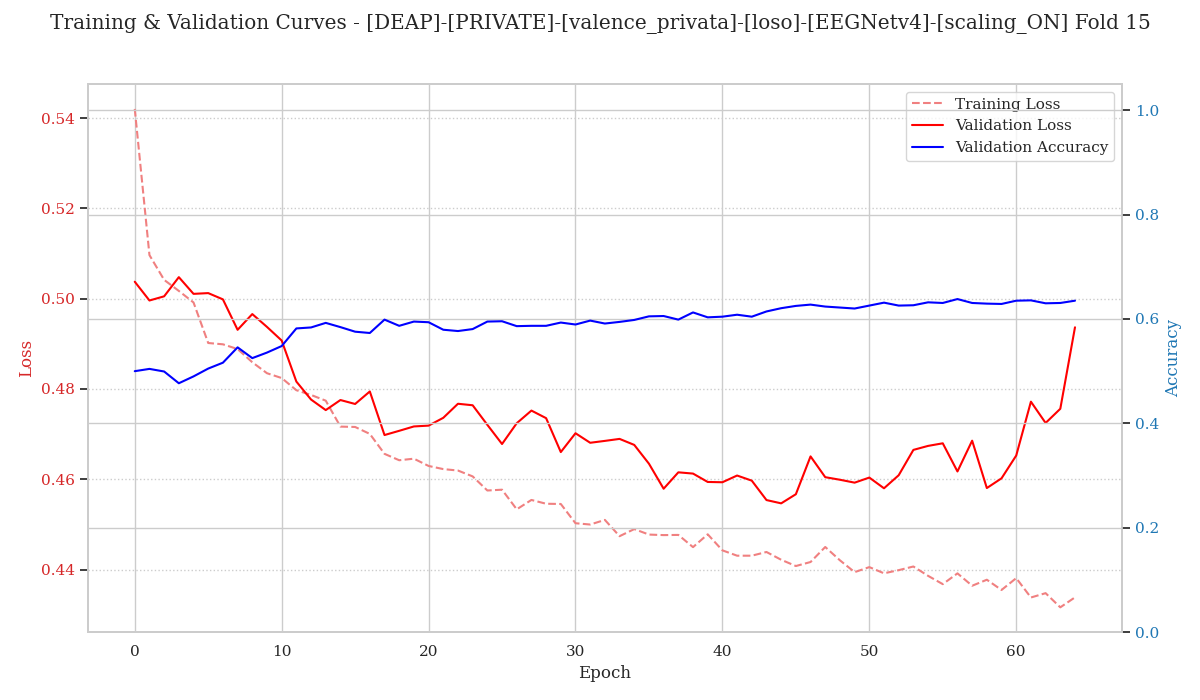 Training & Validation Curves - [DEAP]-[PRIVATE]-[valence_privata]-[loso]-[EEGNetv4]-[scaling_ON] Fold 15
Training Loss
Validation Loss
Validation Accuracy
0.54
0.52
0.50
0.48
0.46
0.44
Loss
1.0
0.8
0.6
0.4
0.2
0.0
Accuracy
0 10 20 30 40 50 60
Epoch